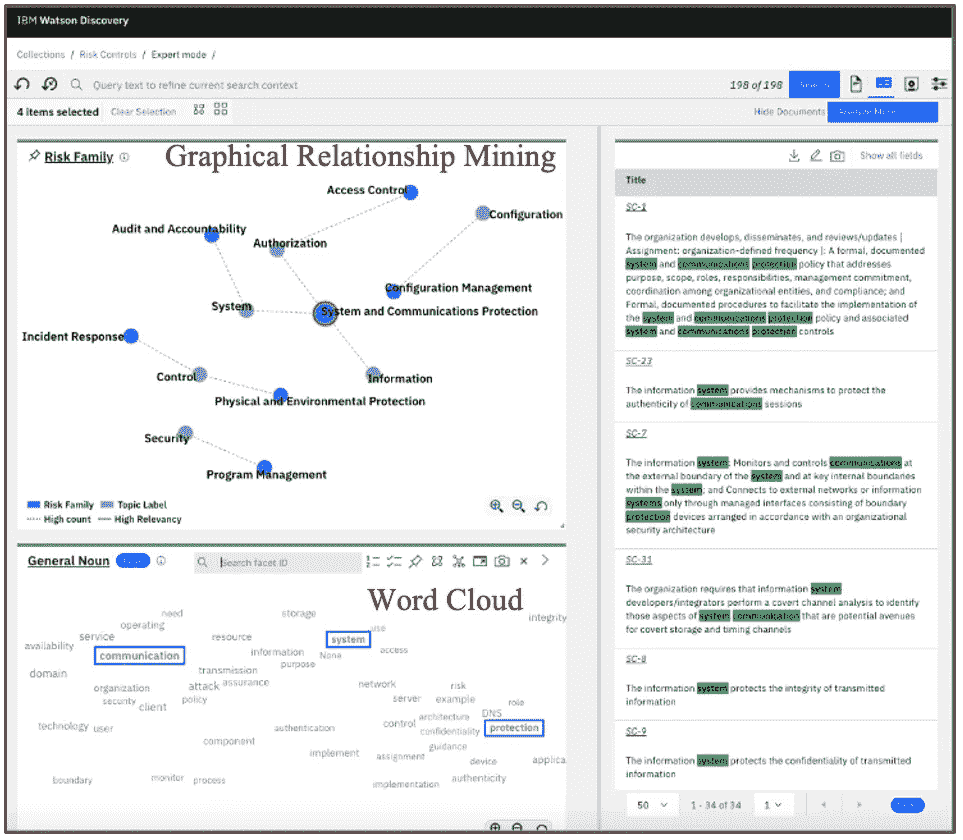 IBM Watson Discovery
Collections / Risk Controls / Expert mode /
Query text to refine current search context
198 of 198
4 items selected
Clear Selection
Hide Documents
Risk Family
Graphical Relationship Mining
Access Control
Configuration
Audit and Accountability
Authorization
Configuration Management
System
System and Communications Protection
Incident Response
Control
Information
Physical and Environmental Protection
Security
Program Management
Risk Family Topic Label
High count High Relevancy
General Noun
Search facet ID
Word Cloud
need
storage
integrity
operating
use
service
resource
system
availability
communication
information
None
access
purpose
domain
transmission
organization
attack
assurance
network
risk
security
policy
server
example
role
client
DNS
technology
user
authentication
control
architecture
confidentiality
protection
component
guidance
implement
assignment
device
applica
boundary
monitor
process
implementation
authenticity
Show all fields
Title
SC-1
The organization develops, disseminates, and reviews/updates |
Assignment: organization-defined frequency |: A formal, documented
system and communications protection policy that addresses
purpose, scope, roles, responsibilities, management commitment,
coordination among organizational entities, and compliance; and
Formal, documented procedures to facilitate the implementation of
the system and communications protection policy and associated
system and communications protection controls
SC-23
The information system provides mechanisms to protect the
authenticity of communications sessions
SC-7
The information system: Monitors and controls communications at
the external boundary of the system and at key internal boundaries
within the system; and Connects to external networks or information
systems only through managed interfaces consisting of boundary
protection devices arranged in accordance with an organizational
security architecture
SC-31
The organization requires that information system
developers/integrators perform a covert channel analysis to identify
those aspects of system communication that are potential avenues
for covert storage and timing channels
SC-8
The information system protects the integrity of transmitted
information
SC-9
The information system protects the confidentiality of transmitted
information
50
1 - 34 of 34
1